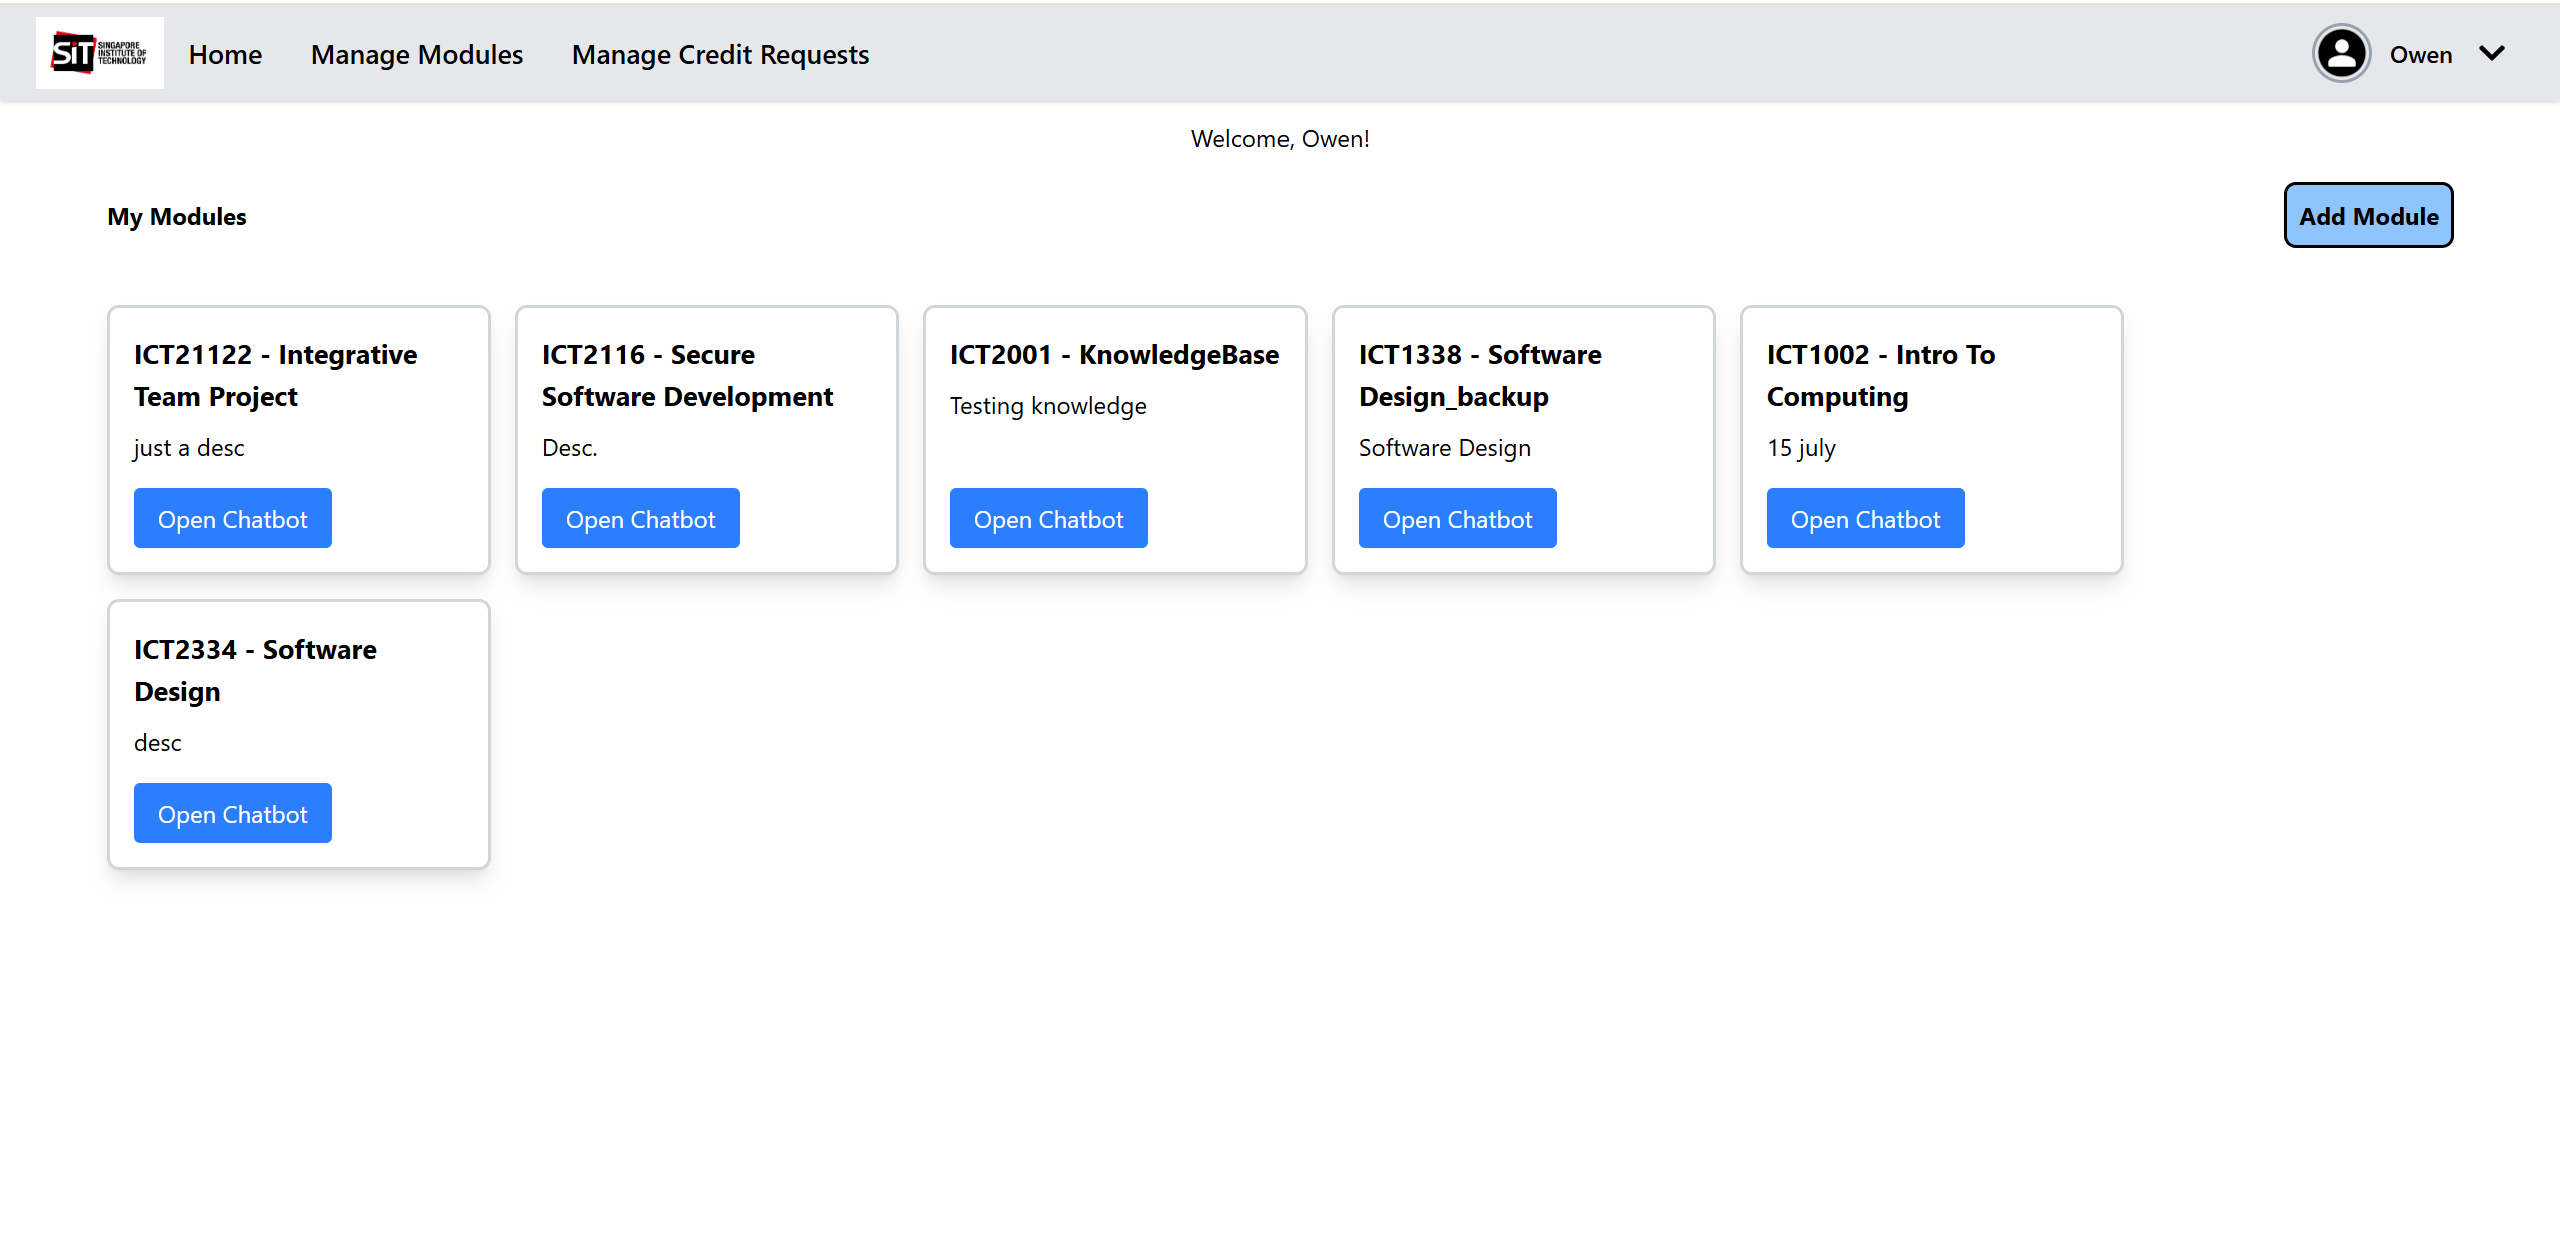 SiT SINGAPORE
INSTITUTE OF
TECHNOLOGY
Home Manage Modules Manage Credit Requests Owen
Welcome, Owen!
My Modules
Add Module
ICT21122 - Integrative
Team Project
just a desc
Open Chatbot
ICT2116 - Secure
Software Development
Desc.
Open Chatbot
ICT2001 - KnowledgeBase
Testing knowledge
Open Chatbot
ICT1338 - Software
Design_backup
Software Design
Open Chatbot
ICT1002 - Intro To
Computing
15 july
Open Chatbot
ICT2334 - Software
Design
desc
Open Chatbot